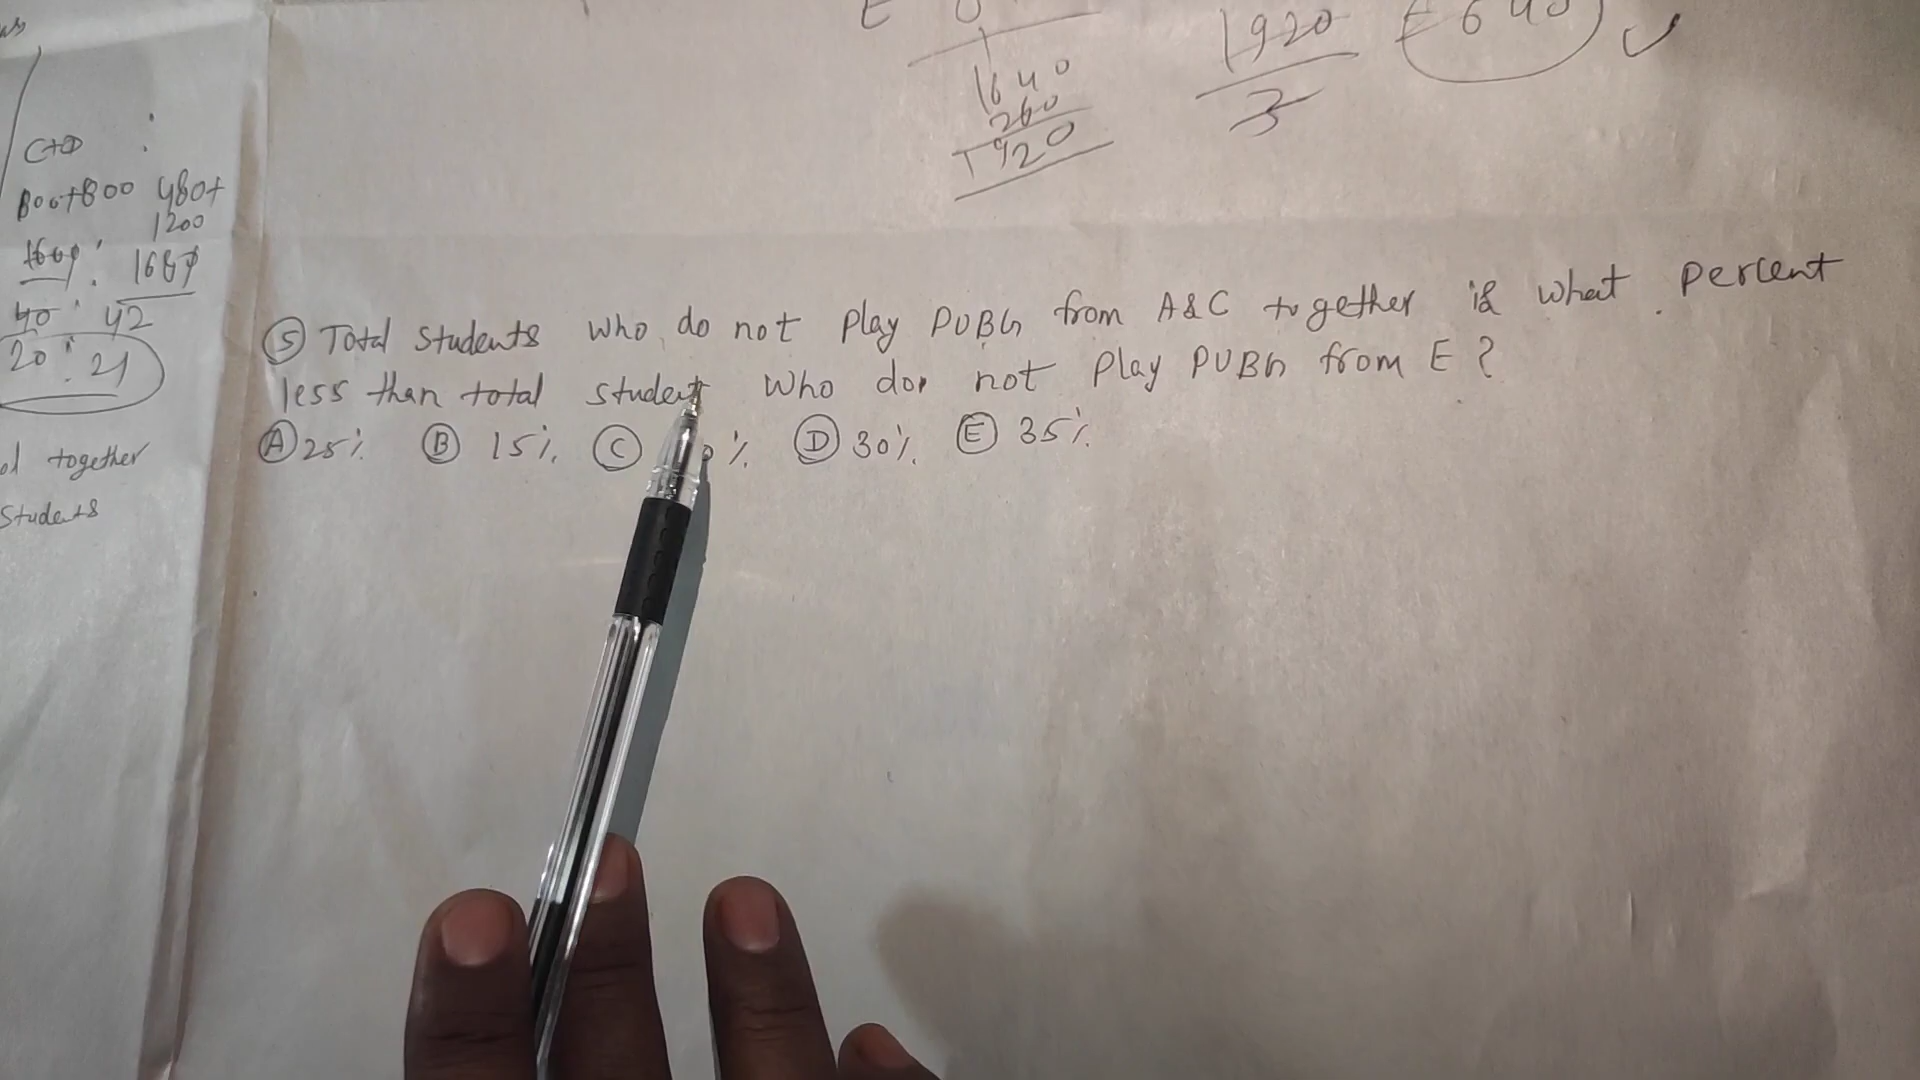 C+D :
800+800 480+
1200
1600 : 1680
40 : 42
20 : 21
together
Students
1640
260
1920
1920
3
640
⑤ Total students who do not play PUBG from A&C together is what percent
less than total student who do not play PUBG from E ?
Ⓐ 25% Ⓑ 15% Ⓒ % Ⓓ 30% Ⓔ 35%